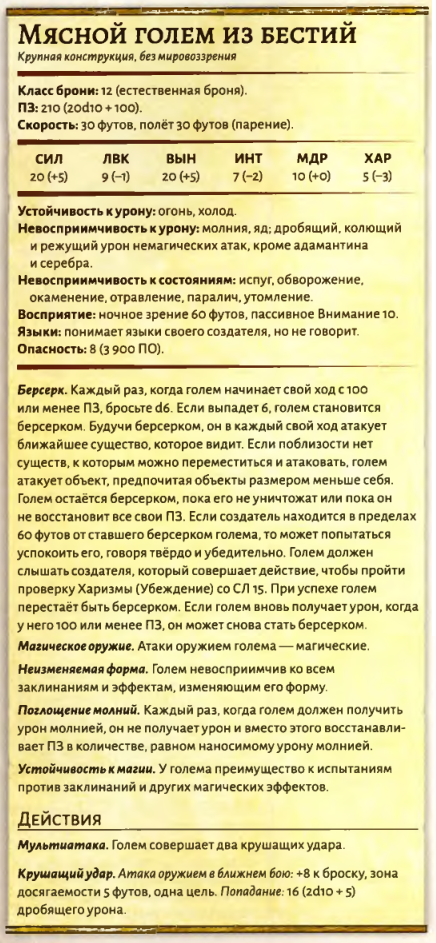 Мясной голем из бестий
Крупная конструкция, без мировоззрения
Класс брони: 12 (естественная броня).
ПЗ: 210 (20d10 + 100).
Скорость: 30 футов, полёт 30 футов (парение).
СИЛ ЛВК ВЫН ИНТ МДР ХАР
20 (+5) 9 (−1) 20 (+5) 7 (−2) 10 (+0) 5 (−3)
Устойчивость к урону: огонь, холод.
Невосприимчивость к урону: молния, яд; дробящий, колющий
и режущий урон немагических атак, кроме адамантина
и серебра.
Невосприимчивость к состояниям: испуг, обворожение,
окаменение, отравление, паралич, утомление.
Восприятие: ночное зрение 60 футов, пассивное Внимание 10.
Языки: понимает языки своего создателя, но не говорит.
Опасность: 8 (3 900 ПО).
Берсерк. Каждый раз, когда голем начинает свой ход с 100
или менее ПЗ, бросьте d6. Если выпадет 6, голем становится
берсерком. Будучи берсерком, он в каждый свой ход атакует
ближайшее существо, которое видит. Если поблизости нет
существ, к которым можно переместиться и атаковать, голем
атакует объект, предпочитая объекты размером меньше себя.
Голем остаётся берсерком, пока его не уничтожат или пока он
не восстановит все свои ПЗ. Если создатель находится в пределах
60 футов от ставшего берсерком голема, то может попытаться
успокоить его, говоря твёрдо и убедительно. Голем должен
слышать создателя, который совершает действие, чтобы пройти
проверку Харизмы (Убеждение) со СЛ 15. При успехе голем
перестаёт быть берсерком. Если голем вновь получает урон, когда
у него 100 или менее ПЗ, он может снова стать берсерком.
Магическое оружие. Атаки оружием голема — магические.
Неизменяемая форма. Голем невосприимчив ко всем
заклинаниям и эффектам, изменяющим его форму.
Поглощение молний. Каждый раз, когда голем должен получить
урон молнией, он не получает урон и вместо этого восстанавли-
вает ПЗ в количестве, равном наносимому урону молнией.
Устойчивость к магии. У голема преимущество к испытаниям
против заклинаний и других магических эффектов.
Действия
Мультиатака. Голем совершает два крушащих удара.
Крушащий удар. Атака оружием в ближнем бою: +8 к броску, зона
досягаемости 5 футов, одна цель. Попадание: 16 (2d10 + 5)
дробящего урона.